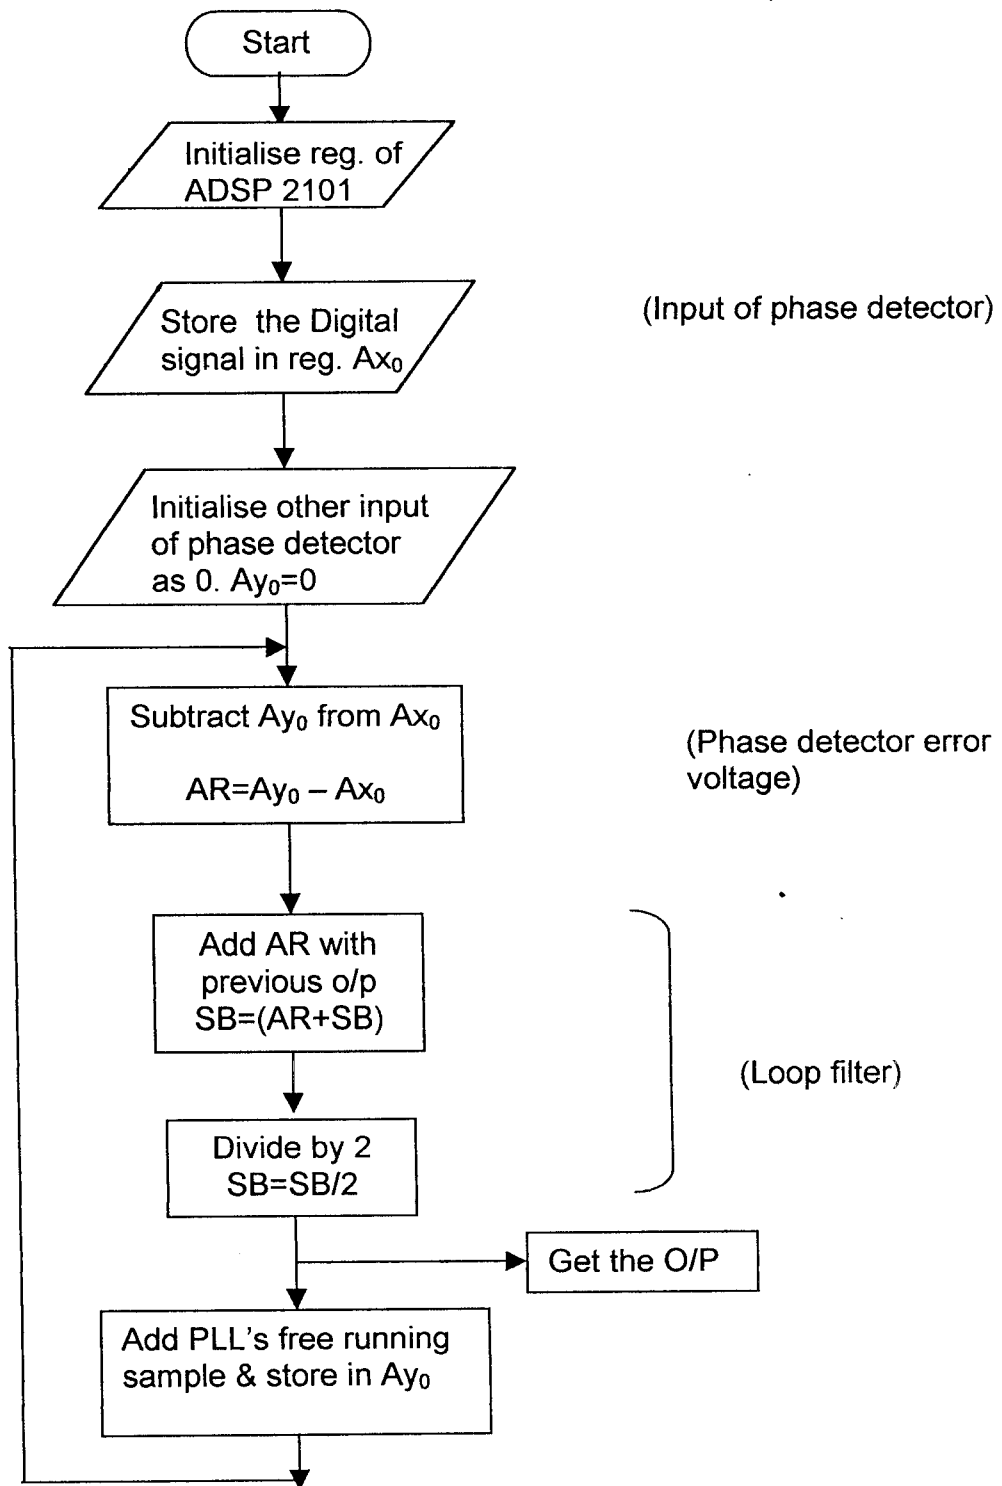 Start
Initialise reg. of
ADSP 2101
Store the Digital
signal in reg. Ax₀
(Input of phase detector)
Initialise other input
of phase detector
as 0. Ay₀=0
Subtract Ay₀ from Ax₀
AR=Ay₀ – Ax₀
(Phase detector error
voltage)
Add AR with
previous o/p
SB=(AR+SB)
(Loop filter)
Divide by 2
SB=SB/2
Get the O/P
Add PLL's free running
sample & store in Ay₀